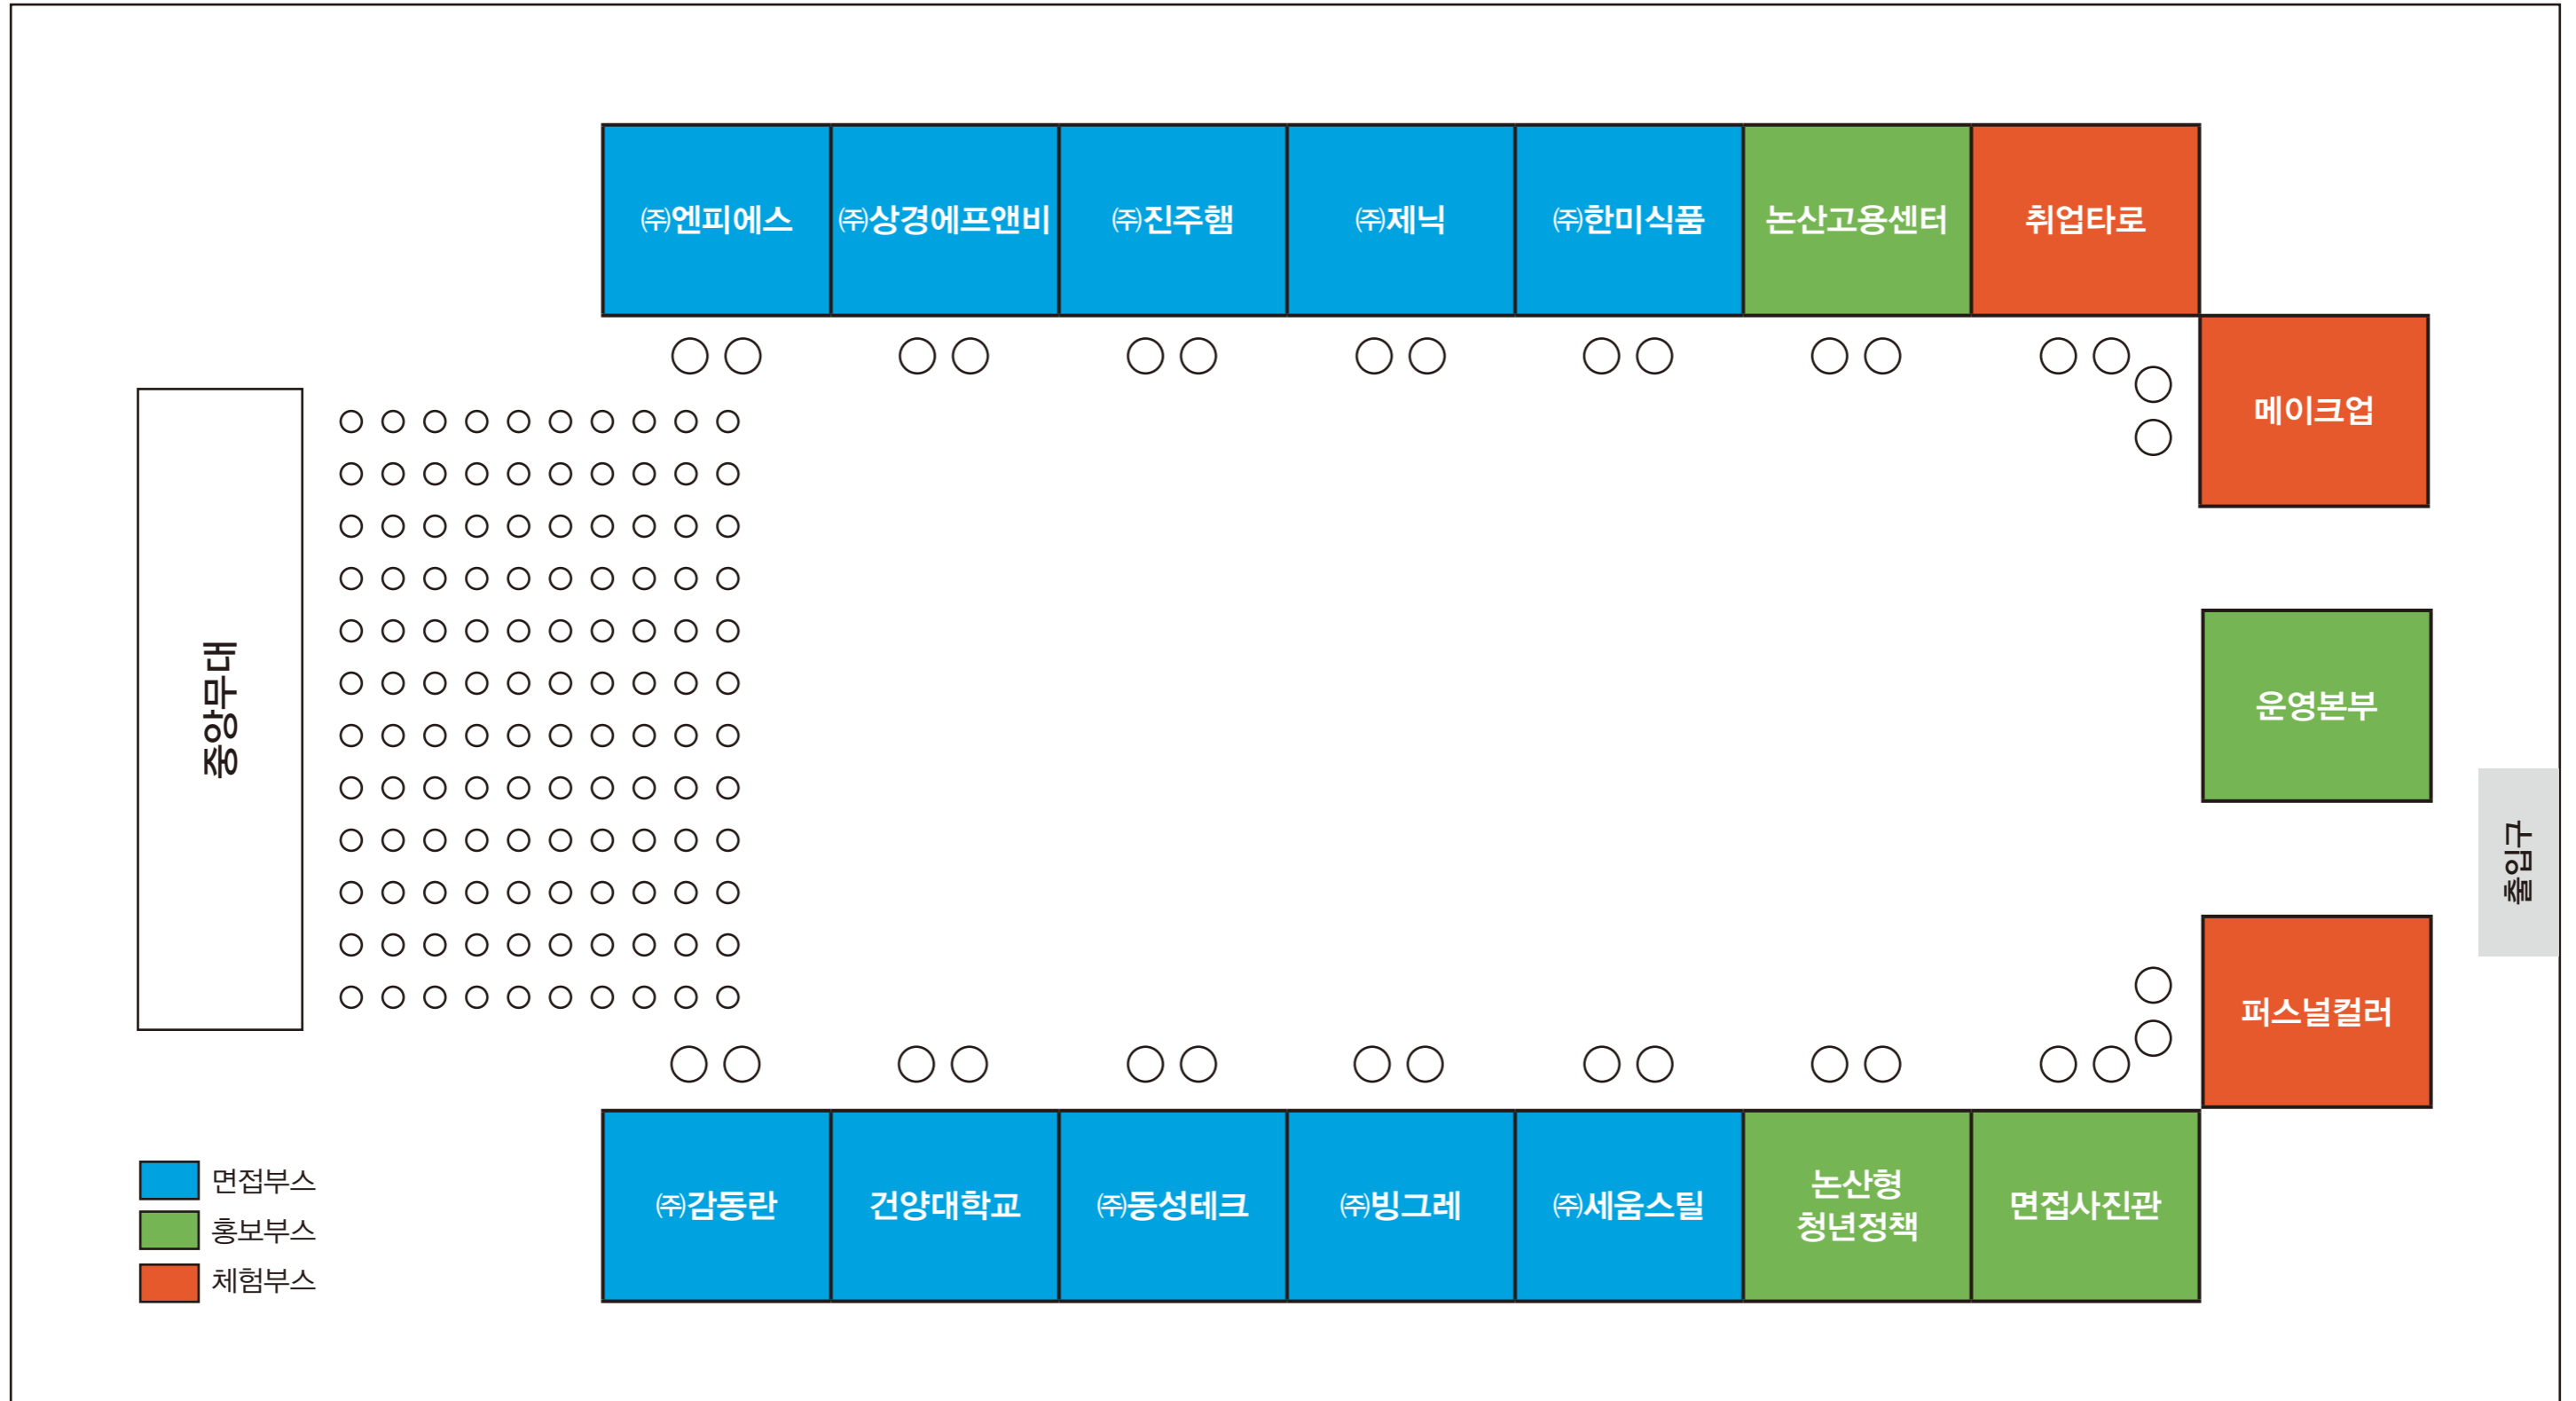 ㈜엔피에스
㈜상경에프앤비
㈜진주햄
㈜제닉
㈜한미식품
논산고용센터
취업타로
메이크업
중앙무대
운영본부
출입구
퍼스널컬러
㈜감동란
건양대학교
㈜동성테크
㈜빙그레
㈜세움스틸
논산형
청년정책
면접사진관
면접부스
홍보부스
체험부스